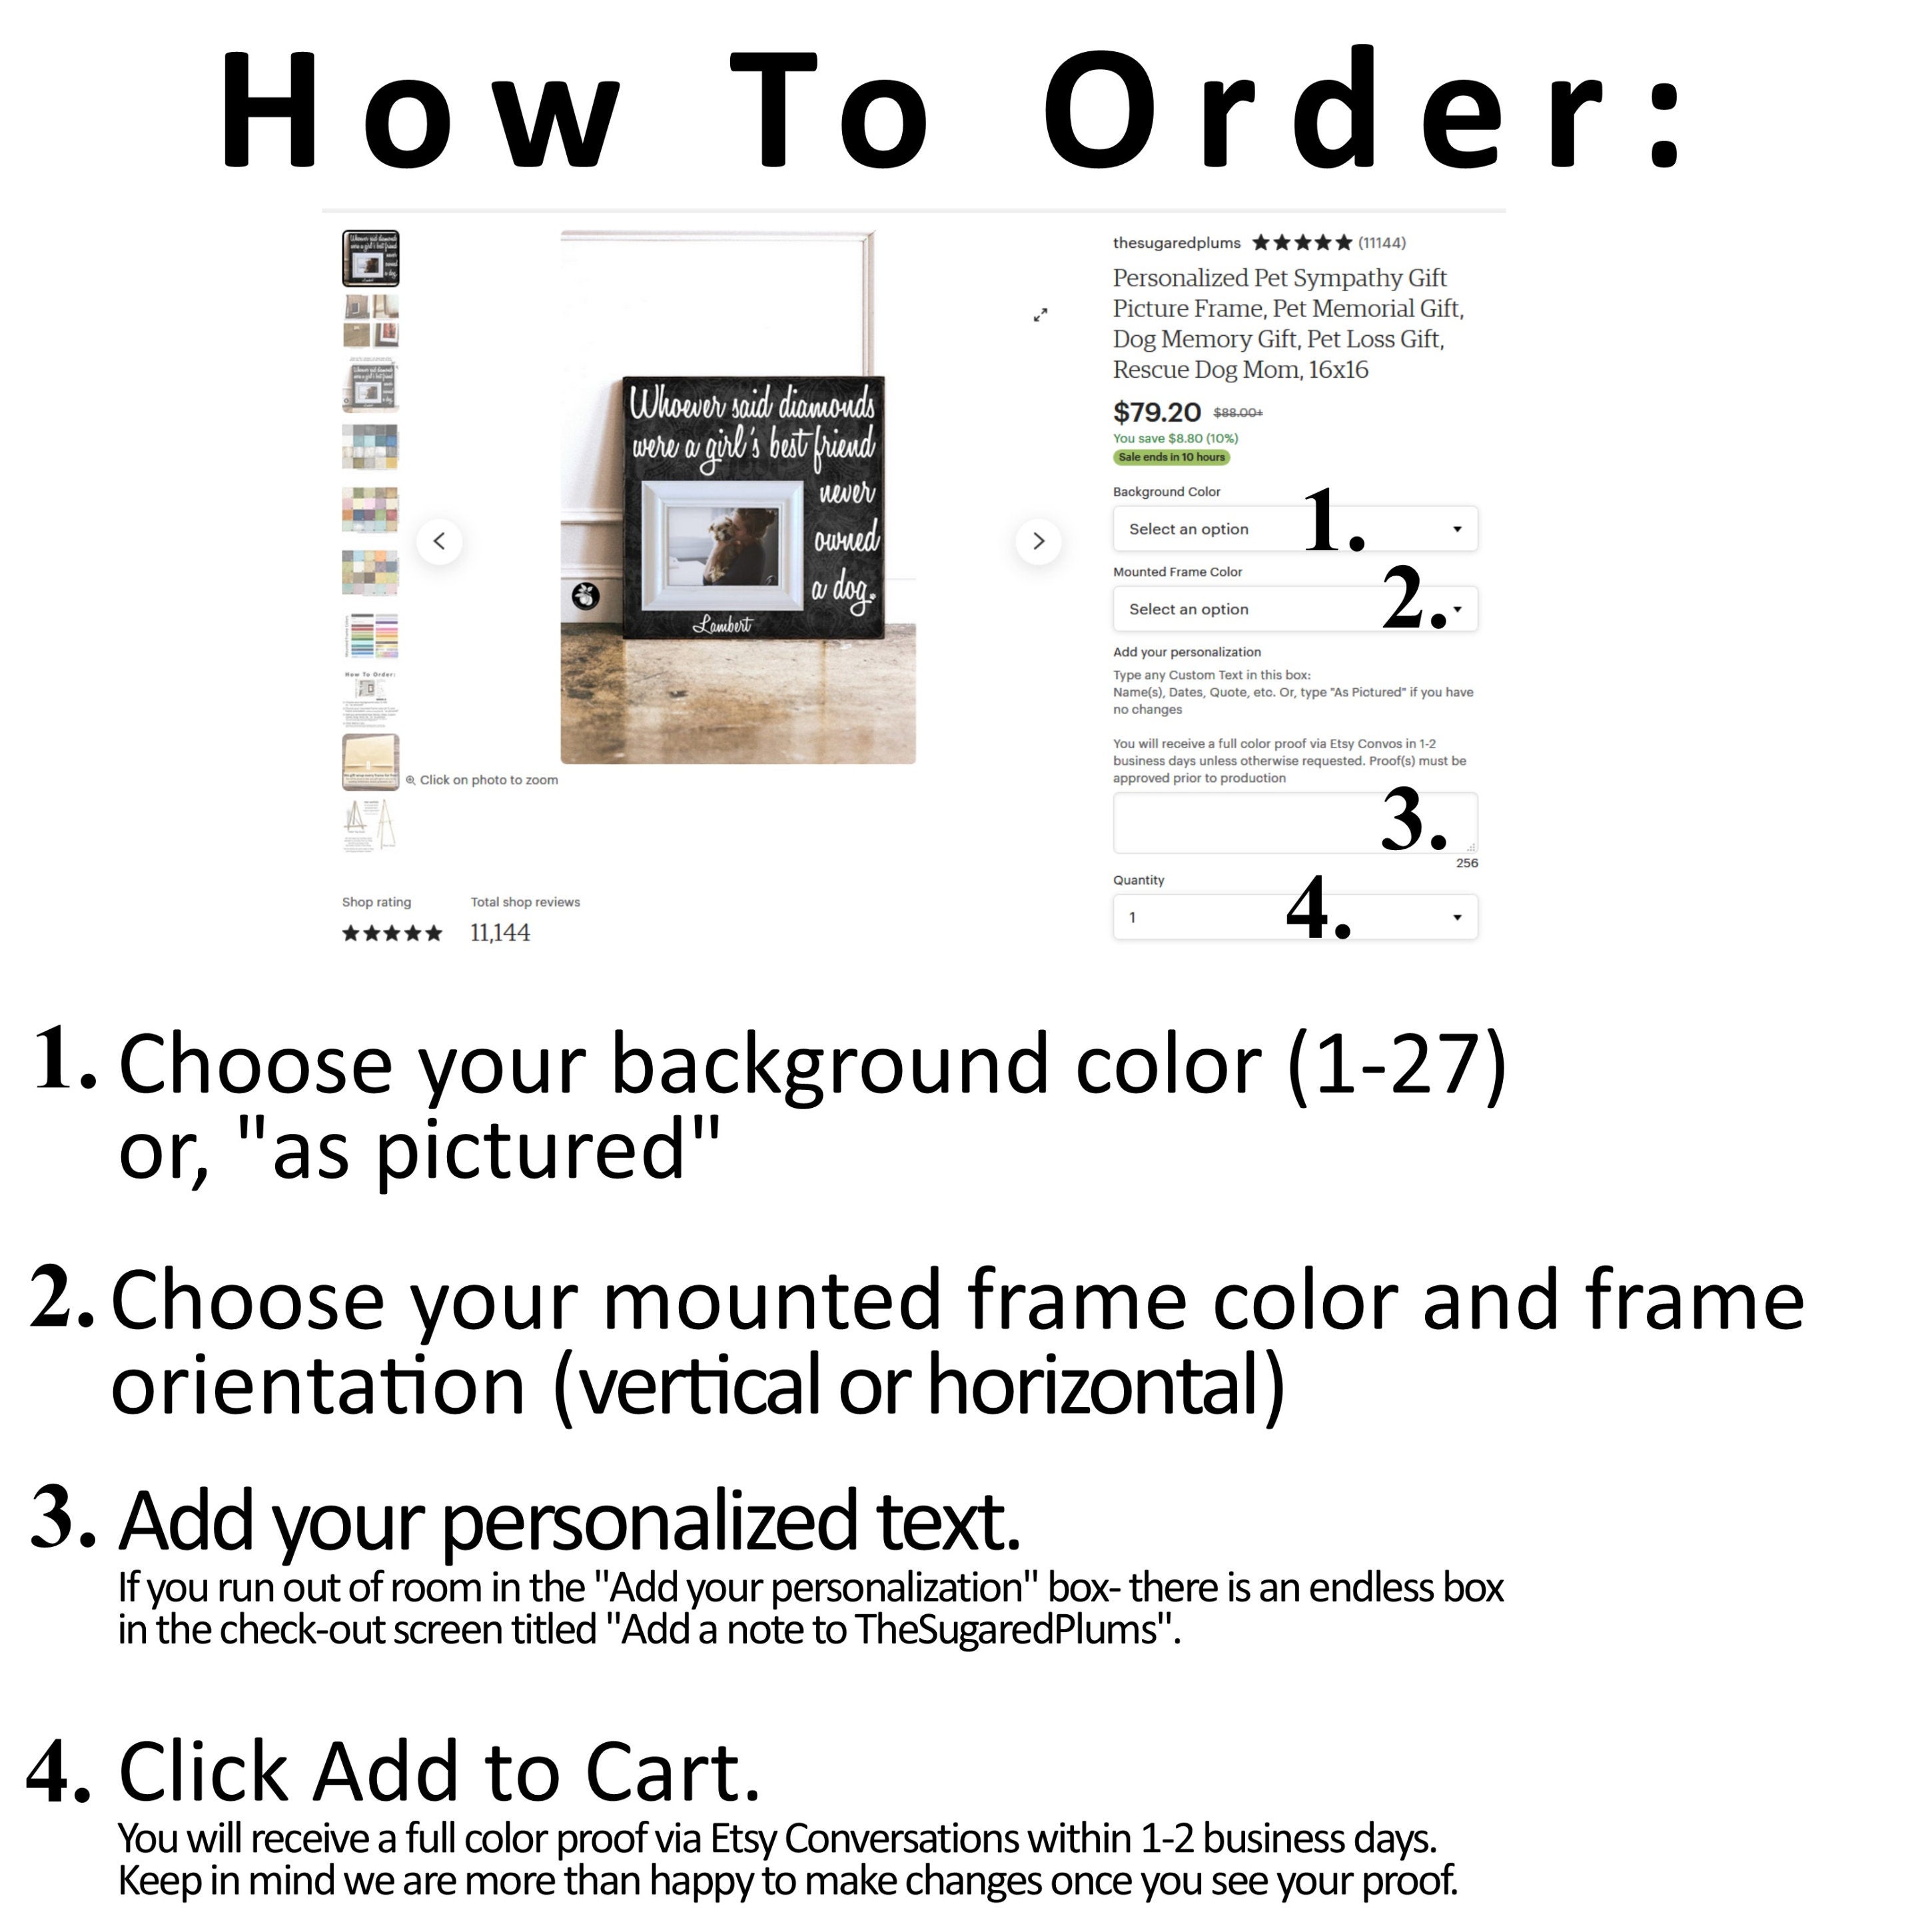 How To Order:
thesugaredplums ★★★★★ (11144)
Personalized Pet Sympathy Gift
Picture Frame, Pet Memorial Gift,
Dog Memory Gift, Pet Loss Gift,
Rescue Dog Mom, 16x16
$79.20 $88.00+
You save $8.80 (10%)
Sale ends in 10 hours
Whoever said diamonds
were a girl's best friend
never
owned
a dog.
Lambert
Background Color
Select an option
1.
Mounted Frame Color
Select an option
2.
Add your personalization
Type any Custom Text in this box:
Name(s), Dates, Quote, etc. Or, type "As Pictured" if you have
no changes
You will receive a full color proof via Etsy Convos in 1-2
business days unless otherwise requested. Proof(s) must be
approved prior to production
3.
256
Quantity
1
4.
Click on photo to zoom
Shop rating
★★★★★
Total shop reviews
11,144
1. Choose your background color (1-27)
or, "as pictured"
2. Choose your mounted frame color and frame
orientation (vertical or horizontal)
3. Add your personalized text.
If you run out of room in the "Add your personalization" box- there is an endless box
in the check-out screen titled "Add a note to TheSugaredPlums".
4. Click Add to Cart.
You will receive a full color proof via Etsy Conversations within 1-2 business days.
Keep in mind we are more than happy to make changes once you see your proof.